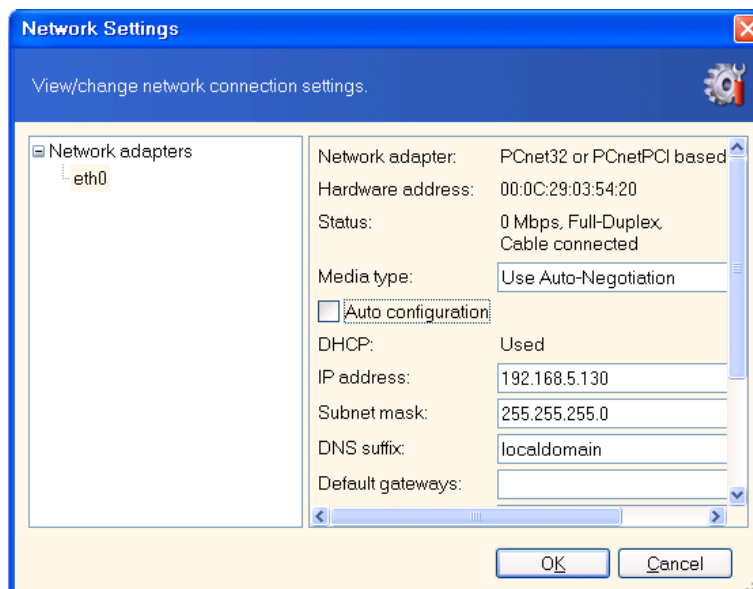 Network Settings
View/change network connection settings.
Network adapters
eth0
Network adapter: PCnet32 or PCnetPCI based
Hardware address: 00:0C:29:03:54:20
Status: 0 Mbps, Full-Duplex,
Cable connected
Media type: Use Auto-Negotiation
Auto configuration
DHCP: Used
IP address: 192.168.5.130
Subnet mask: 255.255.255.0
DNS suffix: localdomain
Default gateways:
OK Cancel